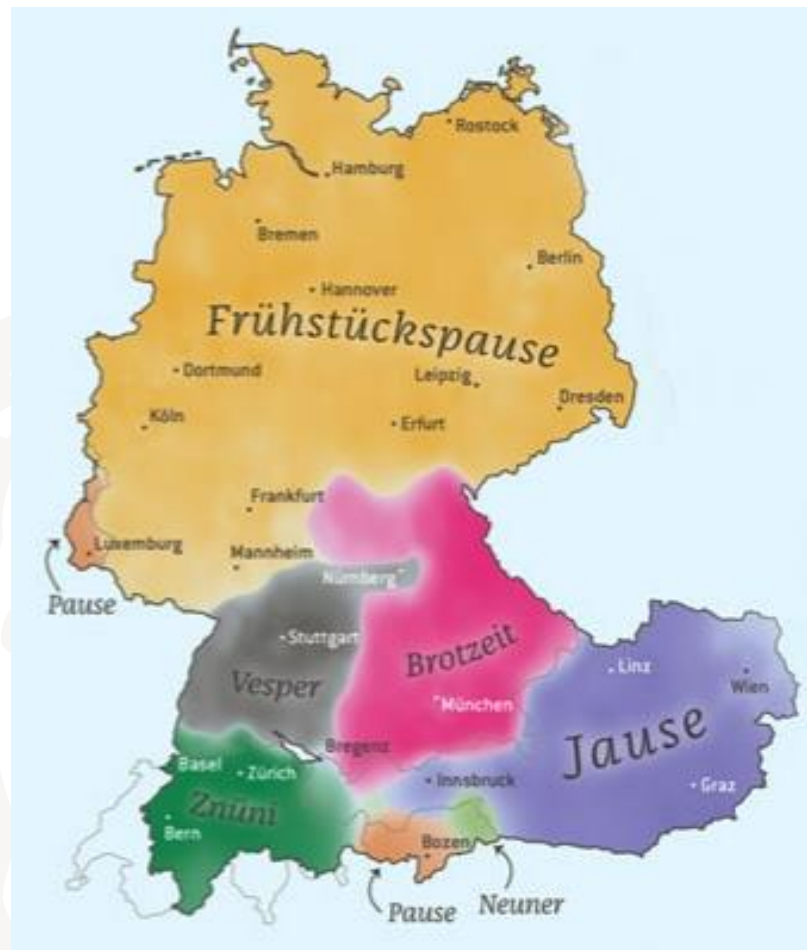 Rostock
Hamburg
Bremen
Berlin
Hannover
Frühstückspause
Dortmund
Leipzig
Dresden
Köln
Erfurt
Frankfurt
Luxemburg
Mannheim
Nürnberg
Pause
Stuttgart
Brotzeit
Vesper
Linz
Wien
München
Jause
Bregenz
Basel
Zürich
Innsbruck
Graz
Znüni
Bern
Bozen
Pause
Neuner